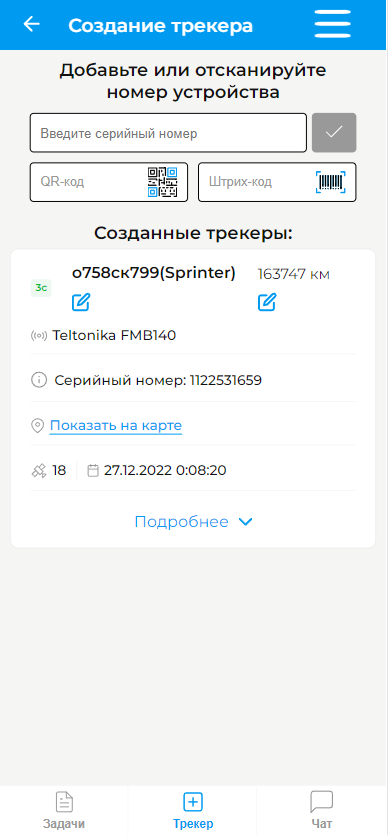 Создание трекера
Добавьте или отсканируйте
номер устройства
Введите серийный номер
QR-код
Штрих-код
Созданные трекеры:
3с
о758ск799(Sprinter)
163747 км
Teltonika FMB140
Серийный номер: 1122531659
Показать на карте
18
27.12.2022 0:08:20
Подробнее
Задачи
Трекер
Чат